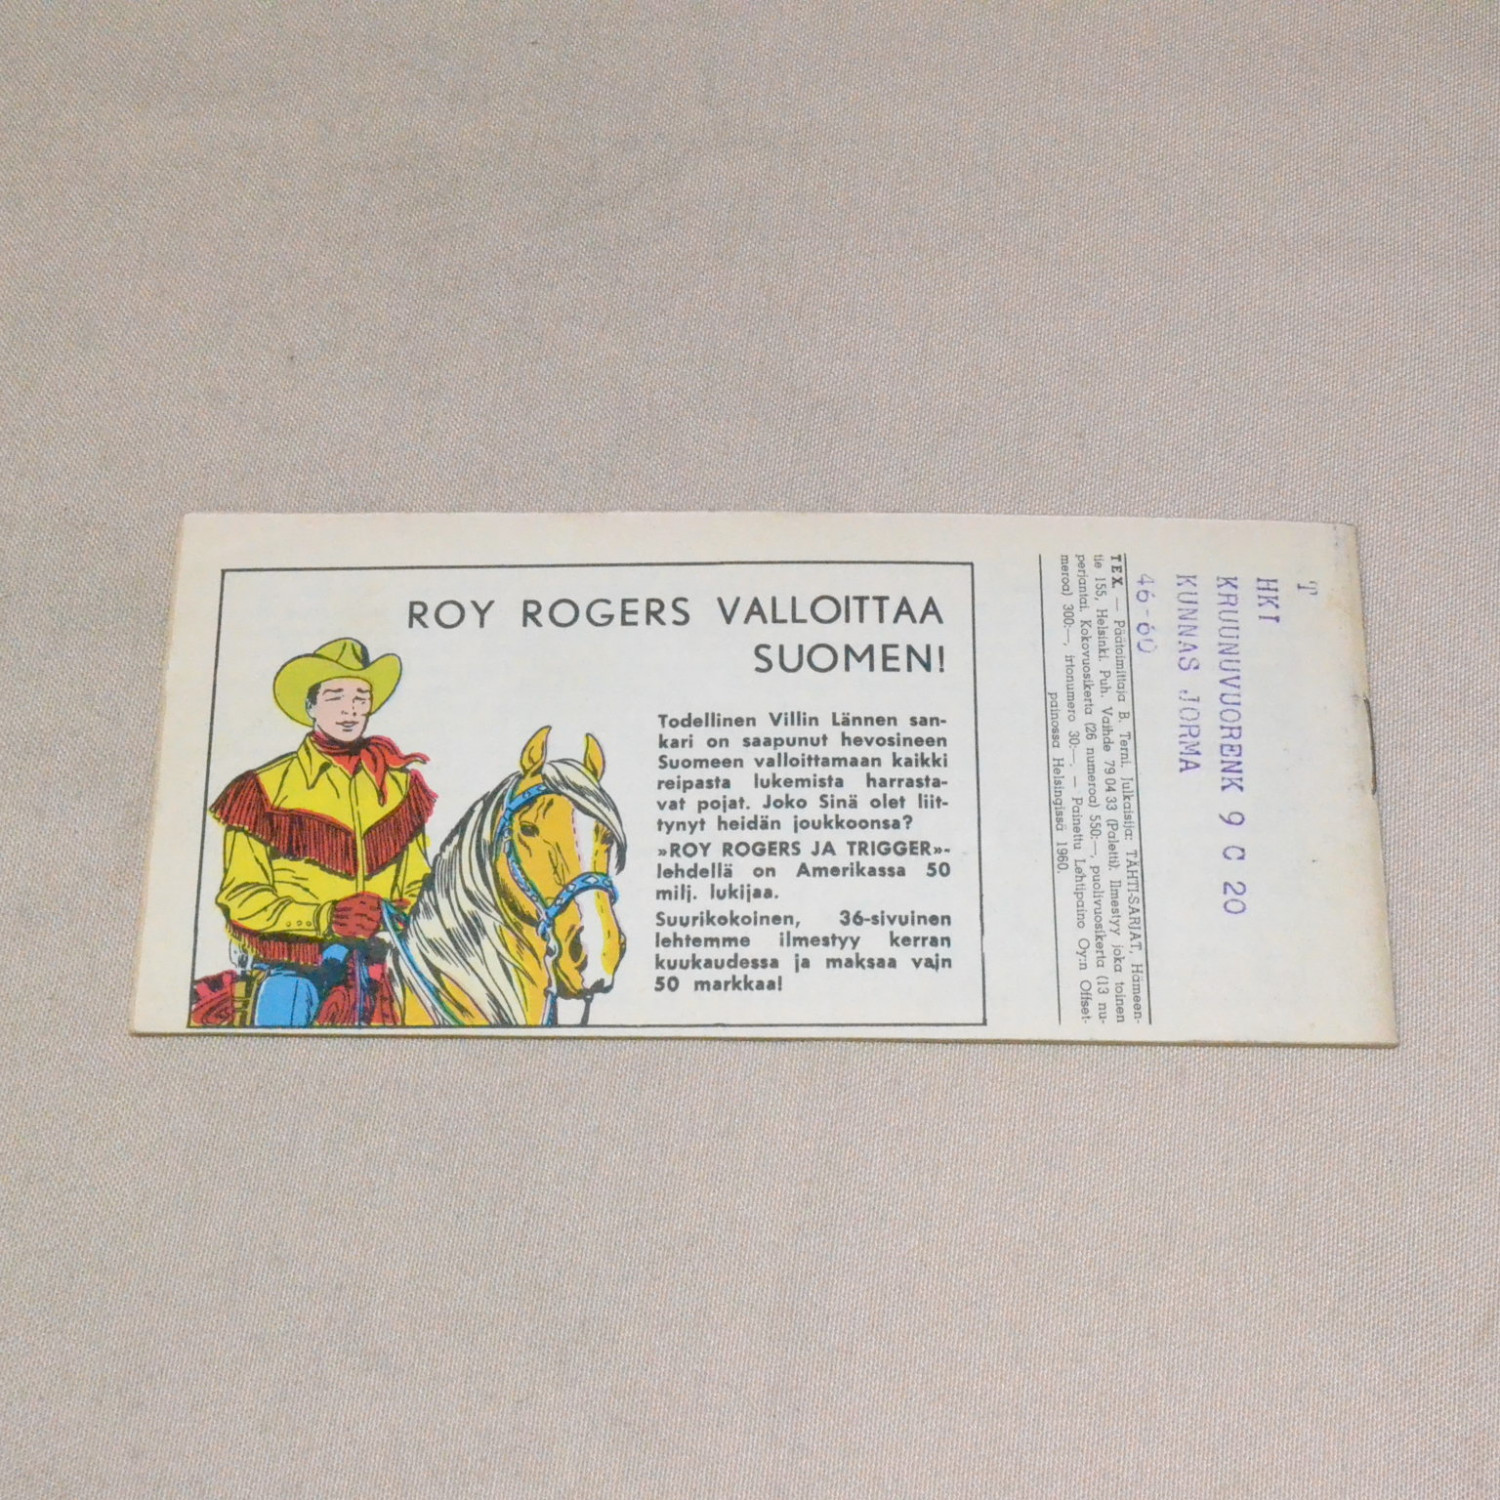 ROY ROGERS VALLOITTAA
SUOMEN!
Todellinen Villin Lännen san-
kari on saapunut hevosineen
Suomeen valloittamaan kaikki
reipasta lukemista harrasta-
vat pojat. Joko Sinä olet liit-
tynyt heidän joukkoonsa?
»ROY ROGERS JA TRIGGER»-
lehdellä on Amerikassa 50
milj. lukijaa.
Suurikokoinen, 36-sivuinen
lehtemme ilmestyy kerran
kuukaudessa ja maksaa vain
50 markkaa!
TEX. — Päätoimittaja B. Terni. Julkaisija: TÄHTI-SARJAT, Hämeen-
tie 155, Helsinki. Puh. Vaihde 79 04 33 (Paletti). Ilmestyy joka toinen
perjantai. Kokovuosikerta (26 numeroa) 550:—, puolivuosikerta (13 nu-
meroa) 300:—, irtonumero 30:—. — Painettu Lehtipaino Oy:n Offset-
painossa Helsingissä 1960.
T
HKI
KRUUNUVUORENK 9 C 20
KUNNAS JORMA
46-60